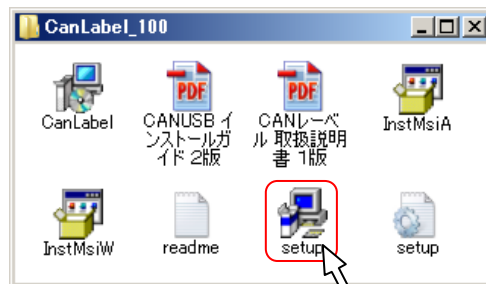 CanLabel_100
PDF
PDF
CanLabel
CANUSB イ
ンストールガ
イド 2版
CANレーベ
ル 取扱説明
書 1版
InstMsiA
InstMsiW
readme
setup
setup